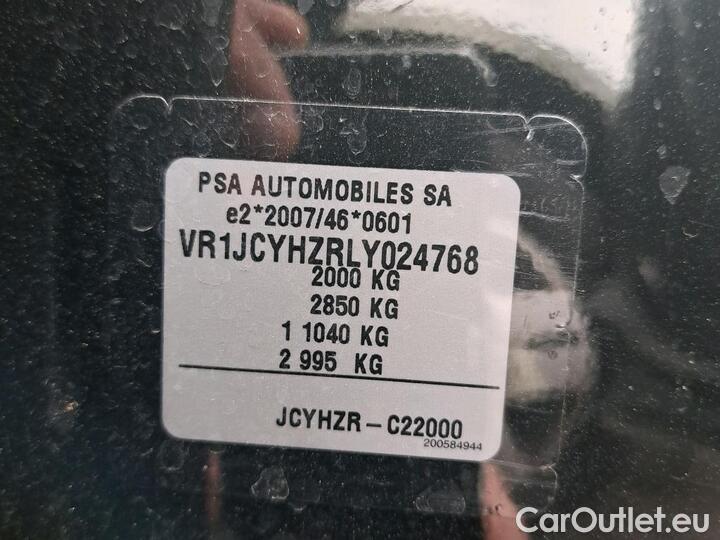 PSA AUTOMOBILES SA
e2*2007/46*0601
VR1JCYHZRLY024768
2000 KG
2850 KG
1 1040 KG
2 995 KG
JCYHZR-C22000
200584944
CarOutlet.eu